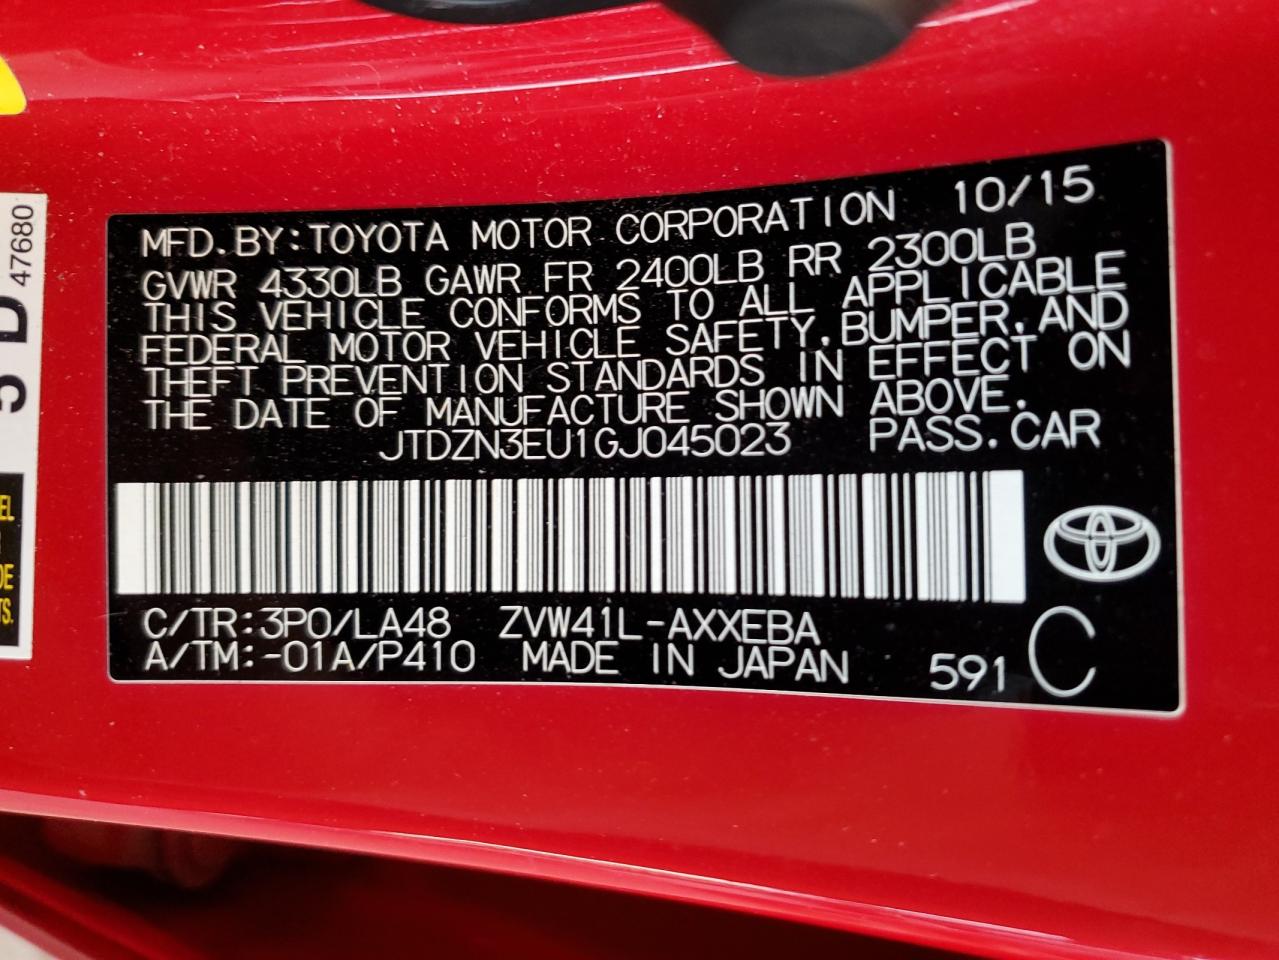 MFD.BY:TOYOTA MOTOR CORPORATION 10/15
GVWR 4330LB GAWR FR 2400LB RR 2300LB
THIS VEHICLE CONFORMS TO ALL APPLICABLE
FEDERAL MOTOR VEHICLE SAFETY,BUMPER,AND
THEFT PREVENTION STANDARDS IN EFFECT ON
THE DATE OF MANUFACTURE SHOWN ABOVE.
JTDZN3EU1GJ045023 PASS.CAR
C/TR:3P0/LA48 ZVW41L-AXXEBA
A/TM:-01A/P410 MADE IN JAPAN 591 C
47680